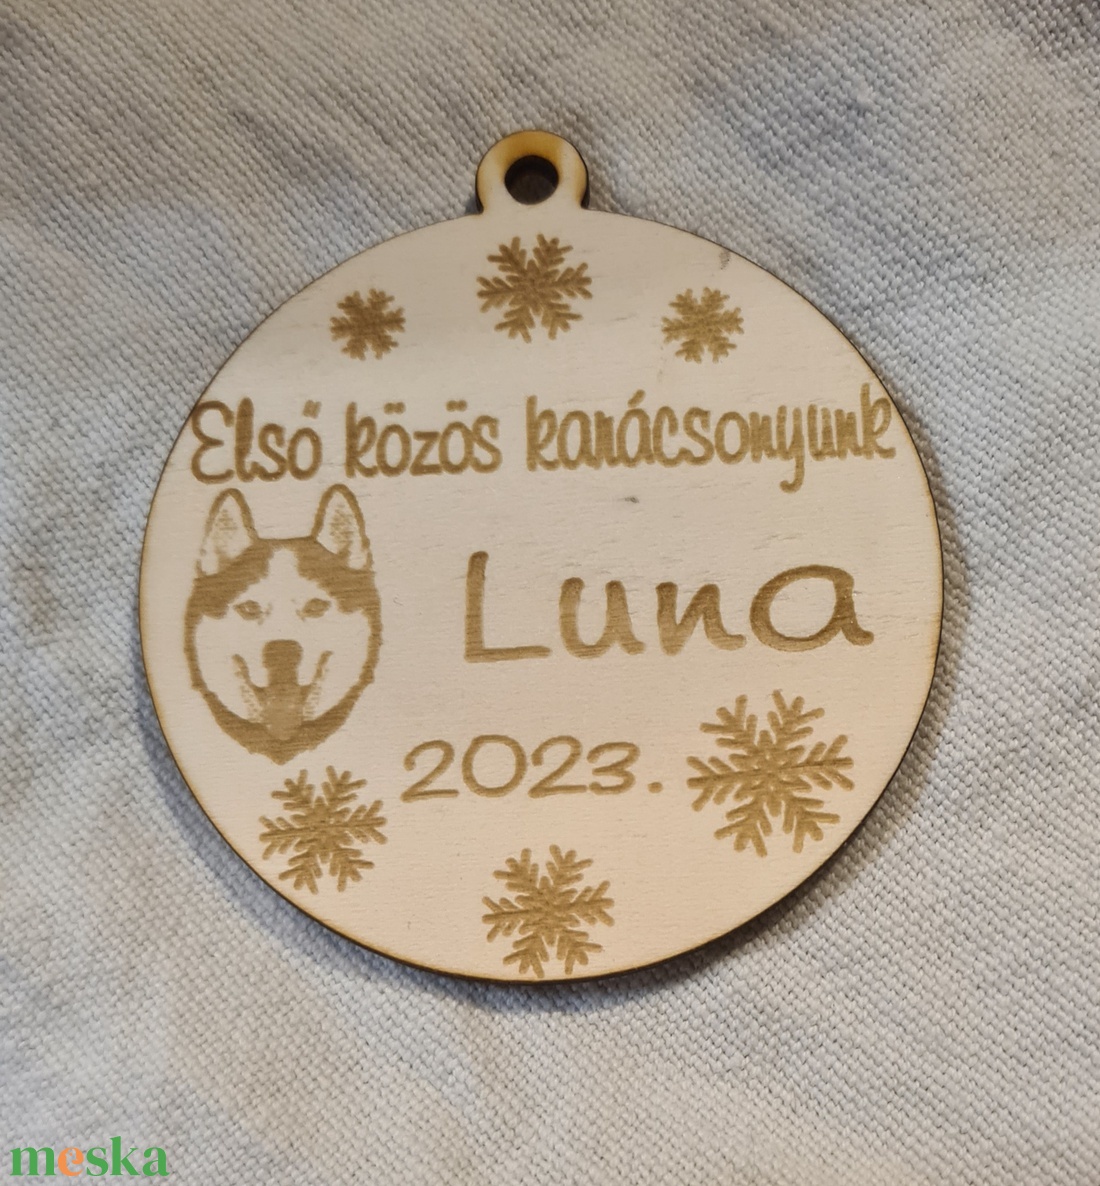 Első közös karácsonyunk
Luna
2023.
meska